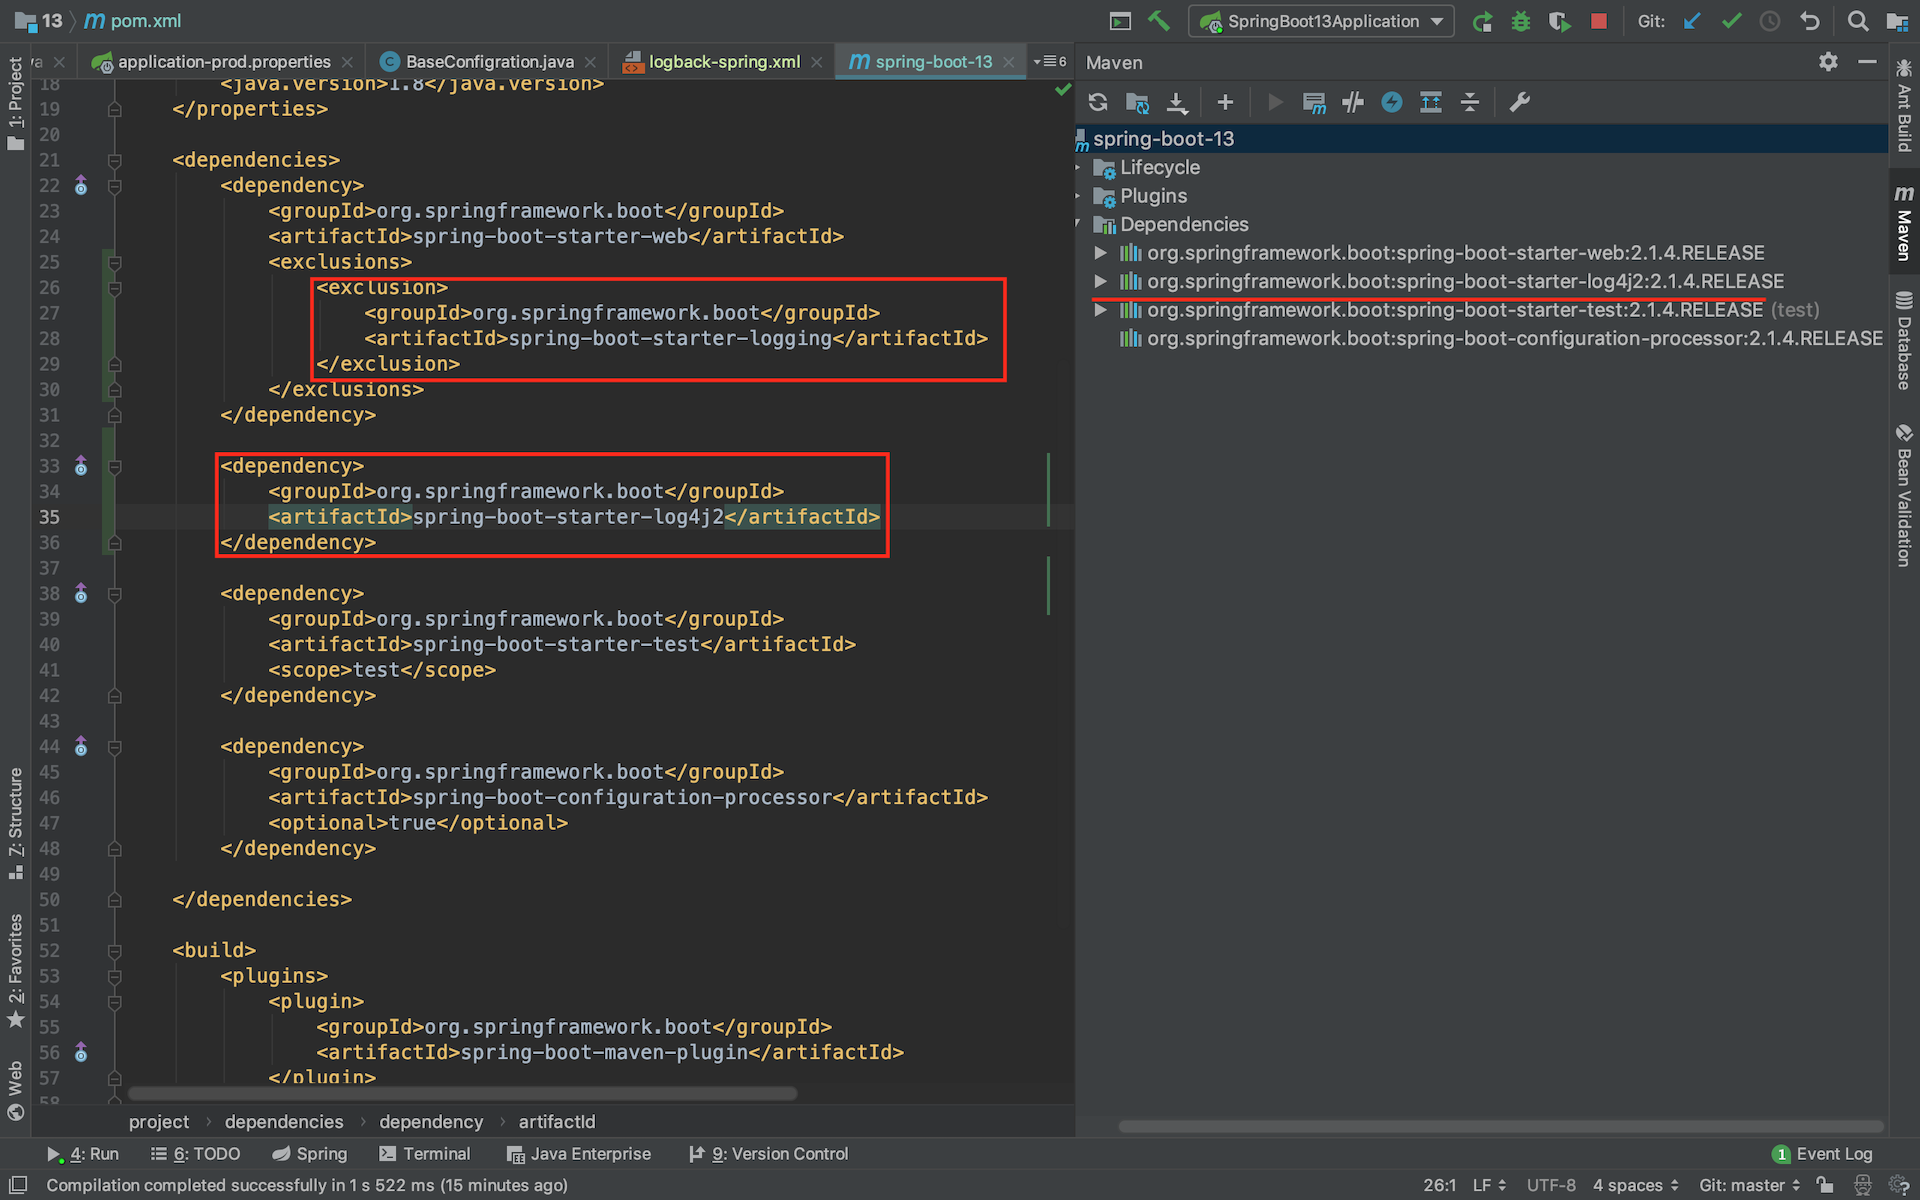 13 pom.xml SpringBoot13Application Git:
va application-prod.properties BaseConfigration.java logback-spring.xml spring-boot-13 6 Maven
18 <java.version>1.8</java.version>
19 </properties>
20
21 <dependencies>
22 <dependency>
23 <groupId>org.springframework.boot</groupId>
24 <artifactId>spring-boot-starter-web</artifactId>
25 <exclusions>
26 <exclusion>
27 <groupId>org.springframework.boot</groupId>
28 <artifactId>spring-boot-starter-logging</artifactId>
29 </exclusion>
30 </exclusions>
31 </dependency>
32
33 <dependency>
34 <groupId>org.springframework.boot</groupId>
35 <artifactId>spring-boot-starter-log4j2</artifactId>
36 </dependency>
37
38 <dependency>
39 <groupId>org.springframework.boot</groupId>
40 <artifactId>spring-boot-starter-test</artifactId>
41 <scope>test</scope>
42 </dependency>
43
44 <dependency>
45 <groupId>org.springframework.boot</groupId>
46 <artifactId>spring-boot-configuration-processor</artifactId>
47 <optional>true</optional>
48 </dependency>
49
50 </dependencies>
51
52 <build>
53 <plugins>
54 <plugin>
55 <groupId>org.springframework.boot</groupId>
56 <artifactId>spring-boot-maven-plugin</artifactId>
57 </plugin>
58
spring-boot-13
Lifecycle
Plugins
Dependencies
org.springframework.boot:spring-boot-starter-web:2.1.4.RELEASE
org.springframework.boot:spring-boot-starter-log4j2:2.1.4.RELEASE
org.springframework.boot:spring-boot-starter-test:2.1.4.RELEASE (test)
org.springframework.boot:spring-boot-configuration-processor:2.1.4.RELEASE
1: Project
Z: Structure
2: Favorites
Web
Ant Build
Maven
Database
Bean Validation
project dependencies dependency artifactId
4: Run 6: TODO Spring Terminal Java Enterprise 9: Version Control 1 Event Log
Compilation completed successfully in 1 s 522 ms (15 minutes ago) 26:1 LF UTF-8 4 spaces Git: master